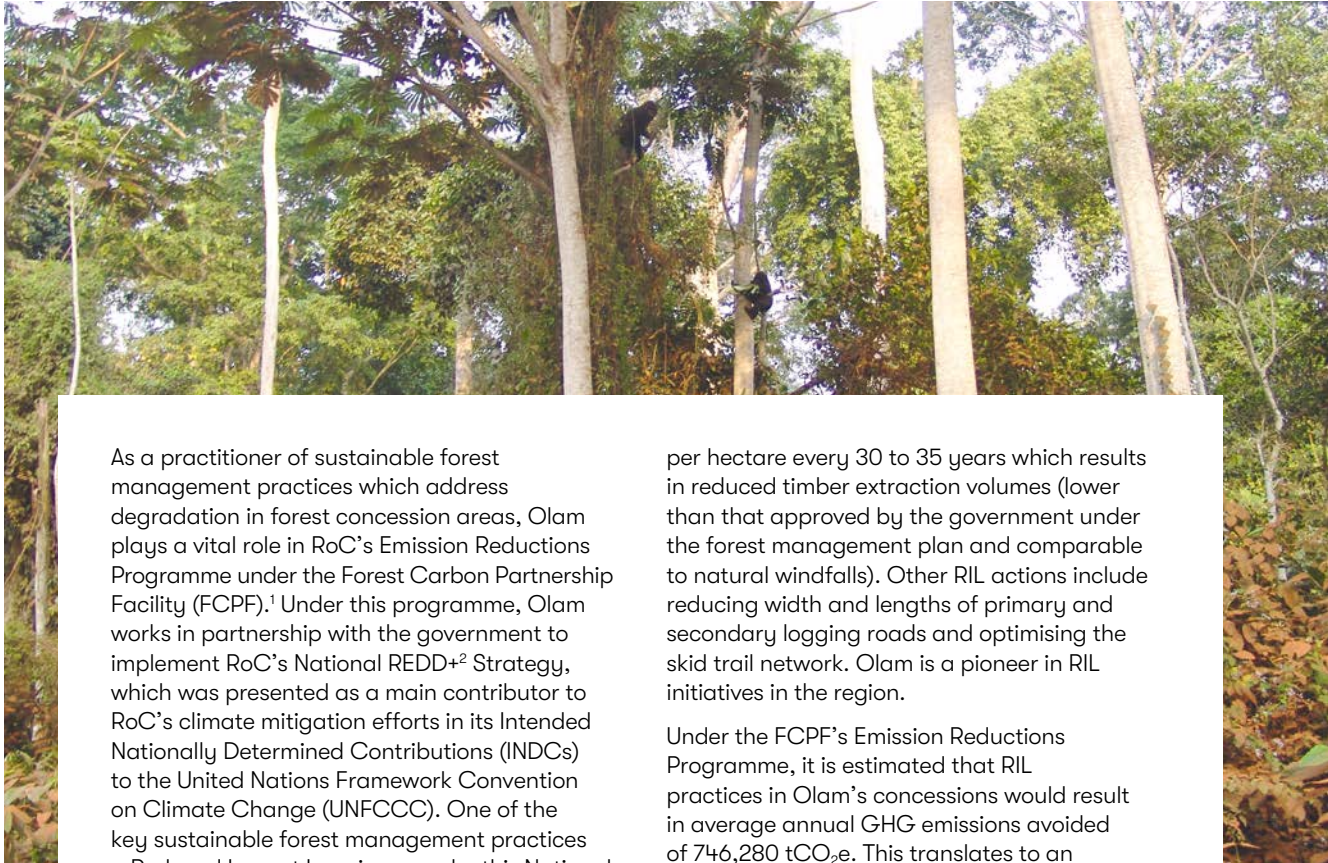 As a practitioner of sustainable forest
management practices which address
degradation in forest concession areas, Olam
plays a vital role in RoC’s Emission Reductions
Programme under the Forest Carbon Partnership
Facility (FCPF).¹ Under this programme, Olam
works in partnership with the government to
implement RoC’s National REDD+² Strategy,
which was presented as a main contributor to
RoC’s climate mitigation efforts in its Intended
Nationally Determined Contributions (INDCs)
to the United Nations Framework Convention
on Climate Change (UNFCCC). One of the
key sustainable forest management practices
per hectare every 30 to 35 years which results
in reduced timber extraction volumes (lower
than that approved by the government under
the forest management plan and comparable
to natural windfalls). Other RIL actions include
reducing width and lengths of primary and
secondary logging roads and optimising the
skid trail network. Olam is a pioneer in RIL
initiatives in the region.
Under the FCPF’s Emission Reductions
Programme, it is estimated that RIL
practices in Olam’s concessions would result
in average annual GHG emissions avoided
of 746,280 tCO₂e. This translates to an